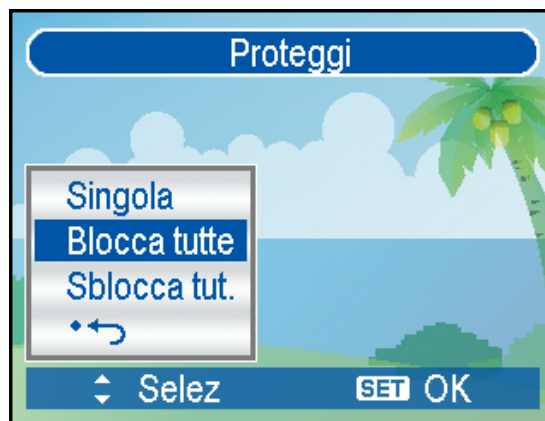 Proteggi
Singola
Blocca tutte
Sblocca tut.
Selez SET OK